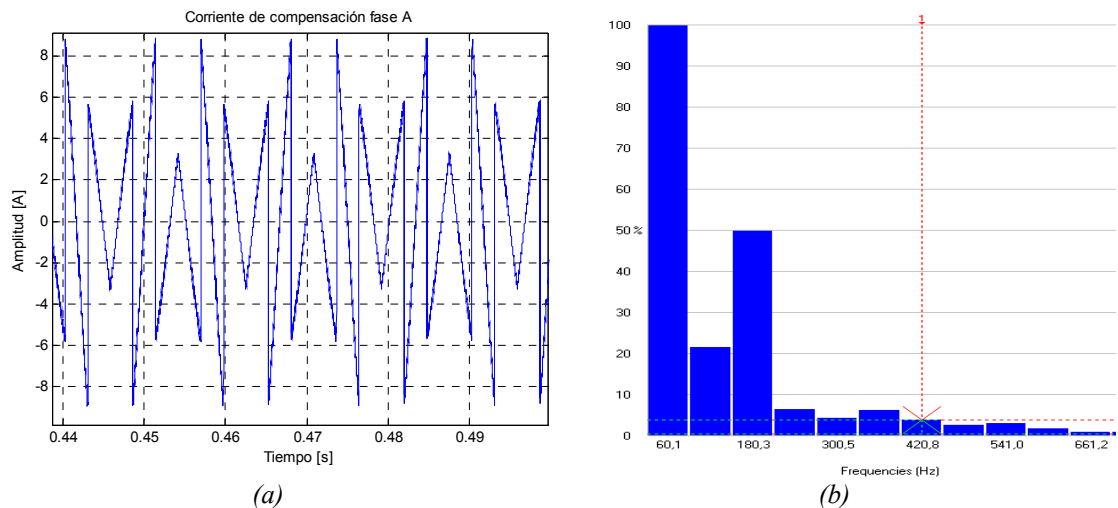 Corriente de compensación fase A
Amplitud [A]
8
6
4
2
0
-2
-4
-6
-8
0.44 0.45 0.46 0.47 0.48 0.49
Tiempo [s]
(a)
1
100
90
80
70
60
50 %
40
30
20
10
0
60,1 180,3 300,5 420,8 541,0 661,2
Frequencies (Hz)
(b)